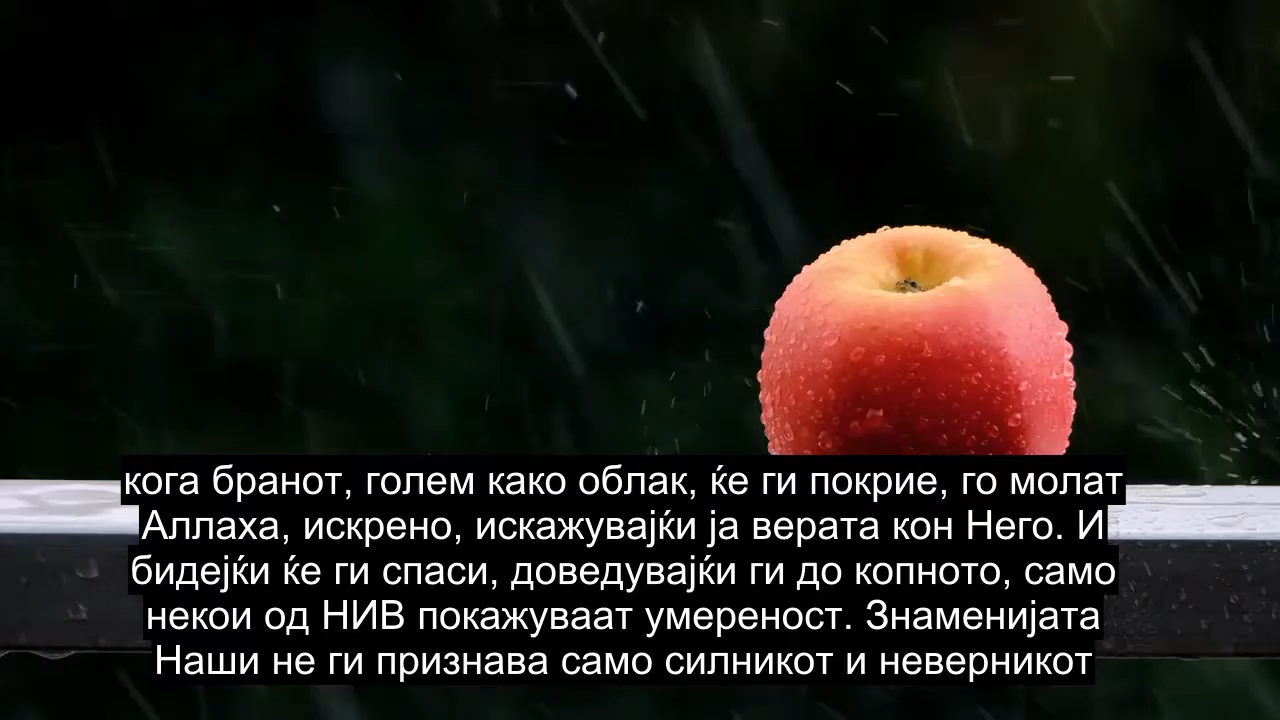 кога бранот, голем како облак, ќе ги покрие, го молат
Аллаха, искрено, искажувајќи ја верата кон Него. И
бидејќи ќе ги спаси, доведувајќи ги до копното, само
некои од НИВ покажуваат умереност. Знаменијата
Наши не ги признава само силникот и неверникот